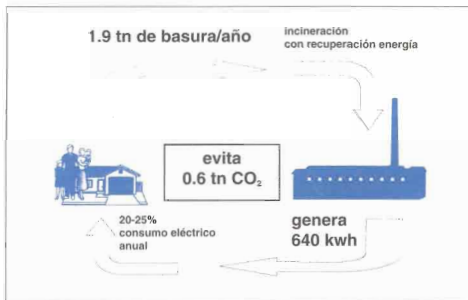 1.9 tn de basura/año
incineración
con recuperación energía
evita
0.6 tn CO₂
20-25%
consumo eléctrico
anual
genera
640 kwh